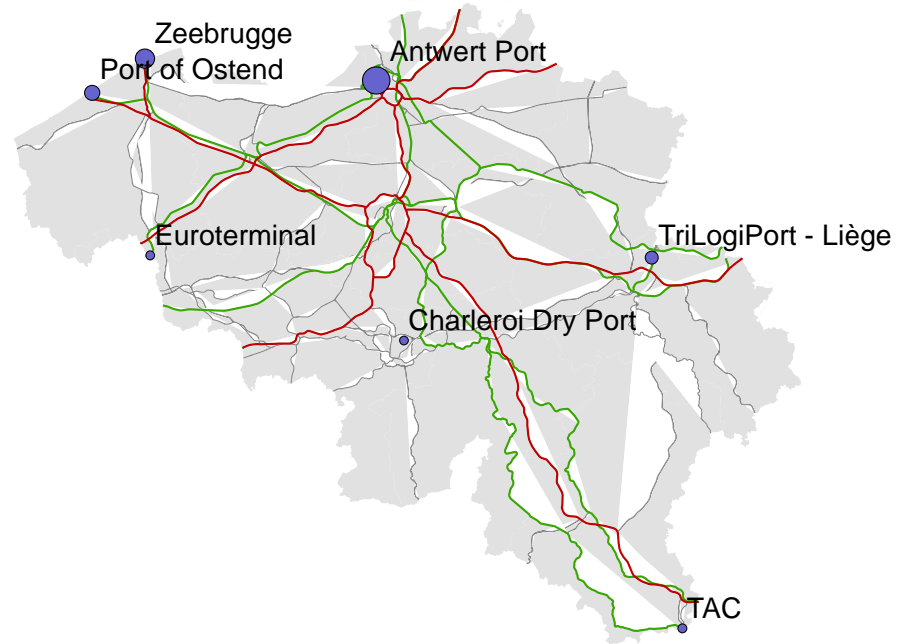 Zeebrugge
Antwert Port
Port of Ostend
Euroterminal
TriLogiPort - Liège
Charleroi Dry Port
TAC